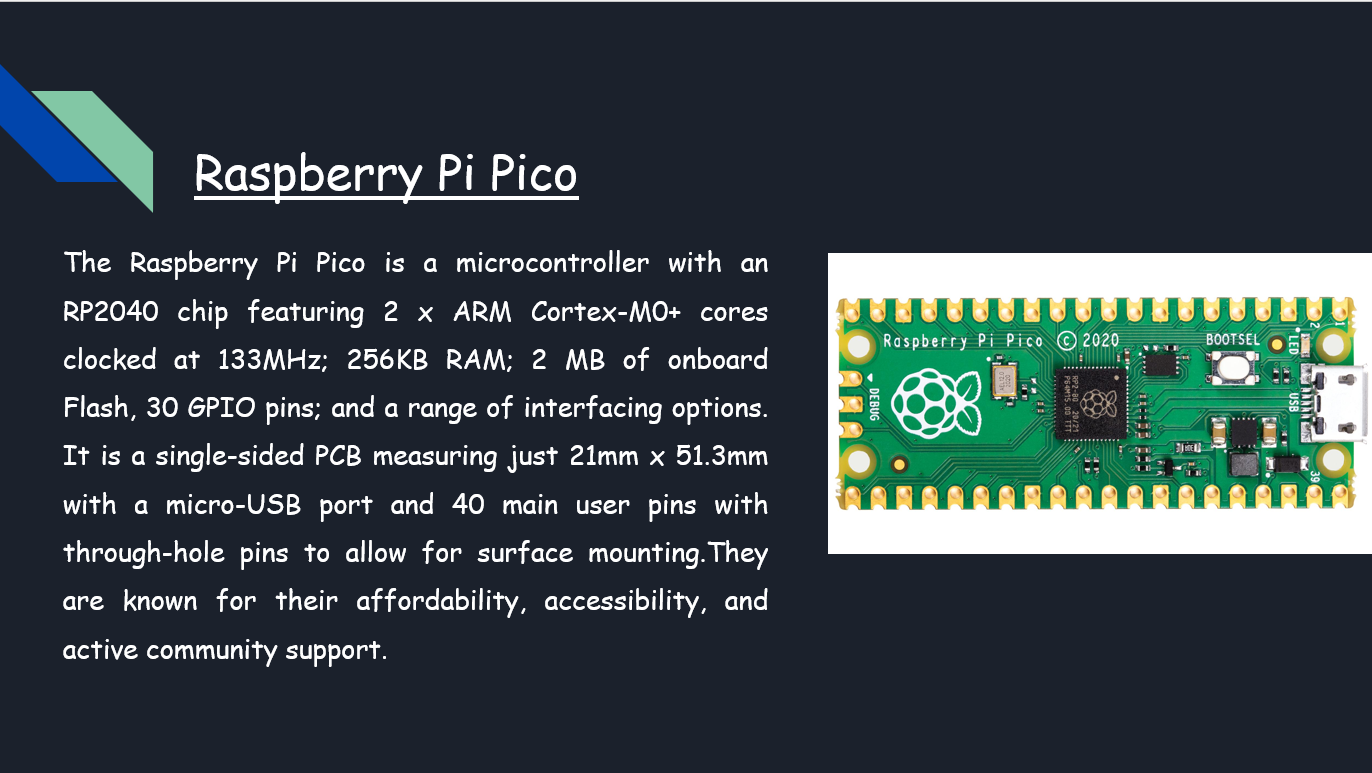 Raspberry Pi Pico
The Raspberry Pi Pico is a microcontroller with an
RP2040 chip featuring 2 x ARM Cortex-M0+ cores
clocked at 133MHz; 256KB RAM; 2 MB of onboard
Flash, 30 GPIO pins; and a range of interfacing options.
It is a single-sided PCB measuring just 21mm x 51.3mm
with a micro-USB port and 40 main user pins with
through-hole pins to allow for surface mounting.They
are known for their affordability, accessibility, and
active community support.
Raspberry Pi Pico © 2020
BOOTSEL
LED
2
1
DEBUG
USB
39